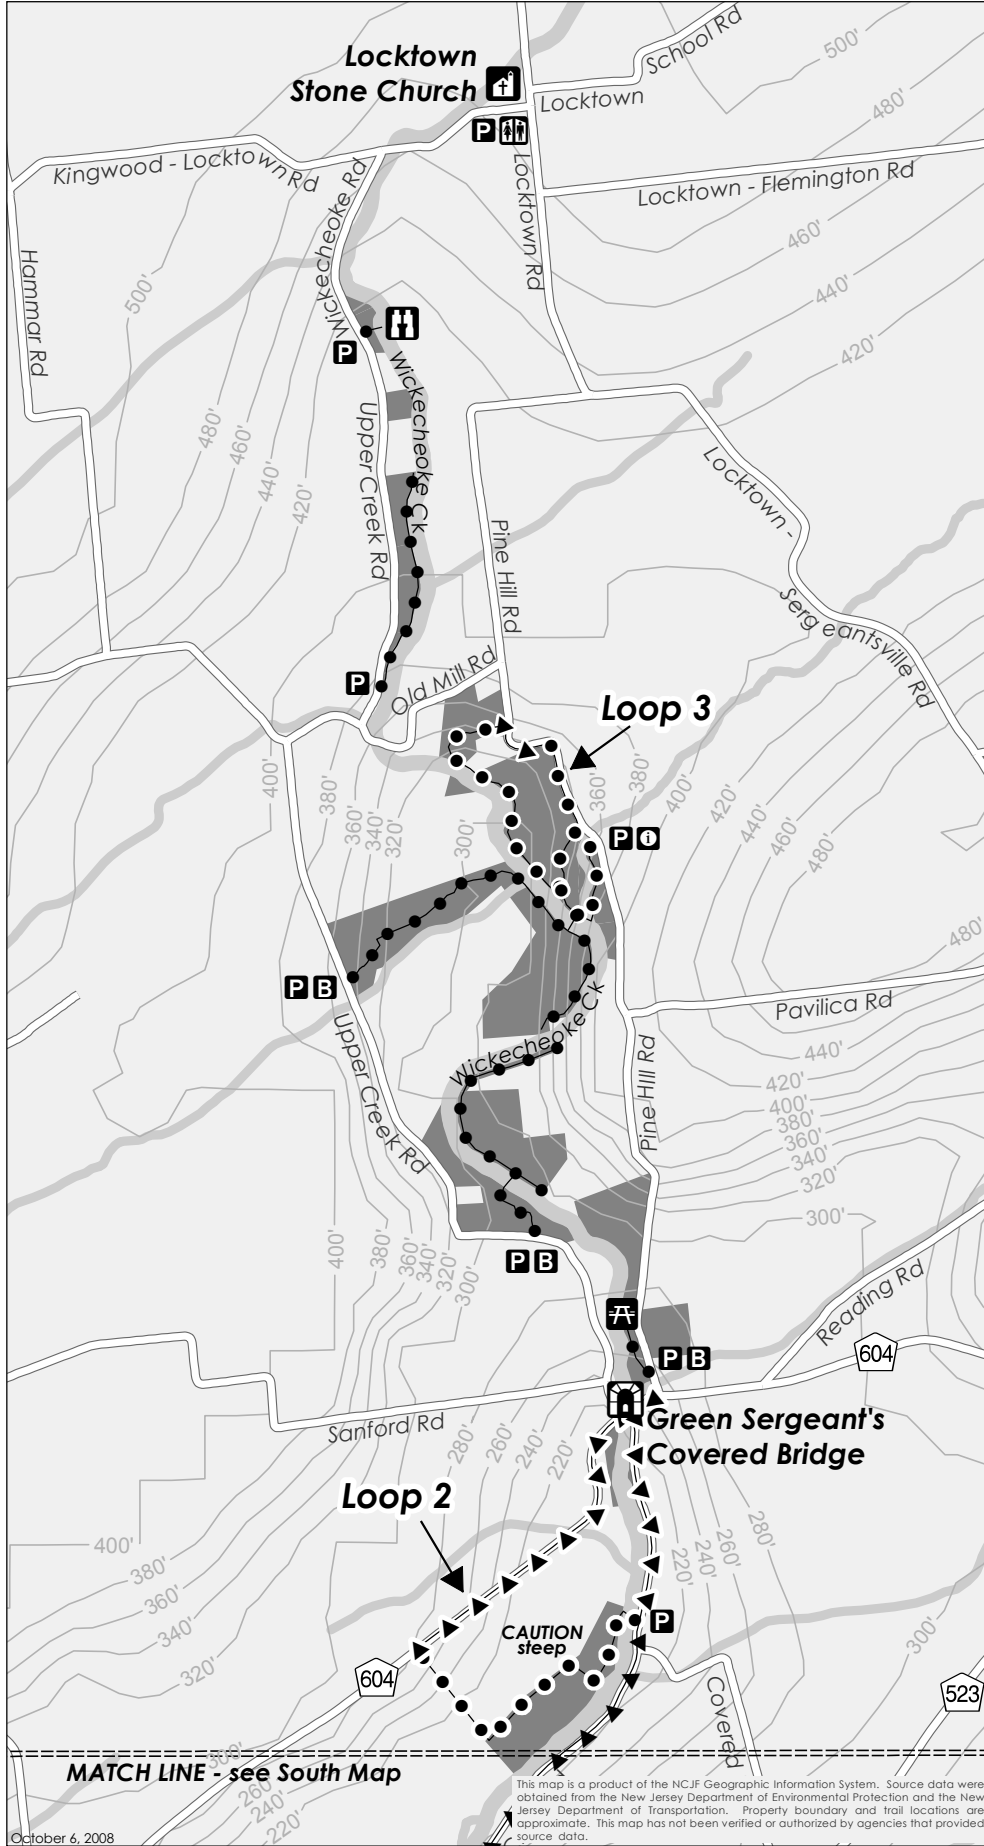 Locktown
Stone Church
School Rd
500'
Locktown
480'
P
Kingwood - Locktown Rd
Wickecheoke Rd
Locktown Rd
Locktown - Flemington Rd
460'
Hammar Rd
500'
440'
P
420'
Wickecheoke Ck
Upper Creek Rd
480'
460'
440'
420'
Locktown -
Sergeantsville Rd
Pine Hill Rd
Old Mill Rd
P
Loop 3
400'
380'
360'
340'
320'
300'
360'
380'
400'
420'
440'
460'
480'
P i
480'
P B
Pavilica Rd
Upper Creek Rd
Wickecheoke Ck
Pine Hill Rd
440'
420'
400'
380'
360'
340'
320'
300'
400'
380'
360'
340'
320'
300'
P B
Reading Rd
604
P B
Sanford Rd
Green Sergeant's
Covered Bridge
280'
260'
240'
220'
Loop 2
280'
260'
240'
220'
400'
380'
360'
340'
320'
CAUTION
steep
P
300'
604
Covered
523
300'
MATCH LINE - see South Map
260'
240'
220'
This map is a product of the NCJF Geographic Information System. Source data were
obtained from the New Jersey Department of Environmental Protection and the New
Jersey Department of Transportation. Property boundary and trail locations are
approximate. This map has not been verified or authorized by agencies that provided
source data.
October 6, 2008